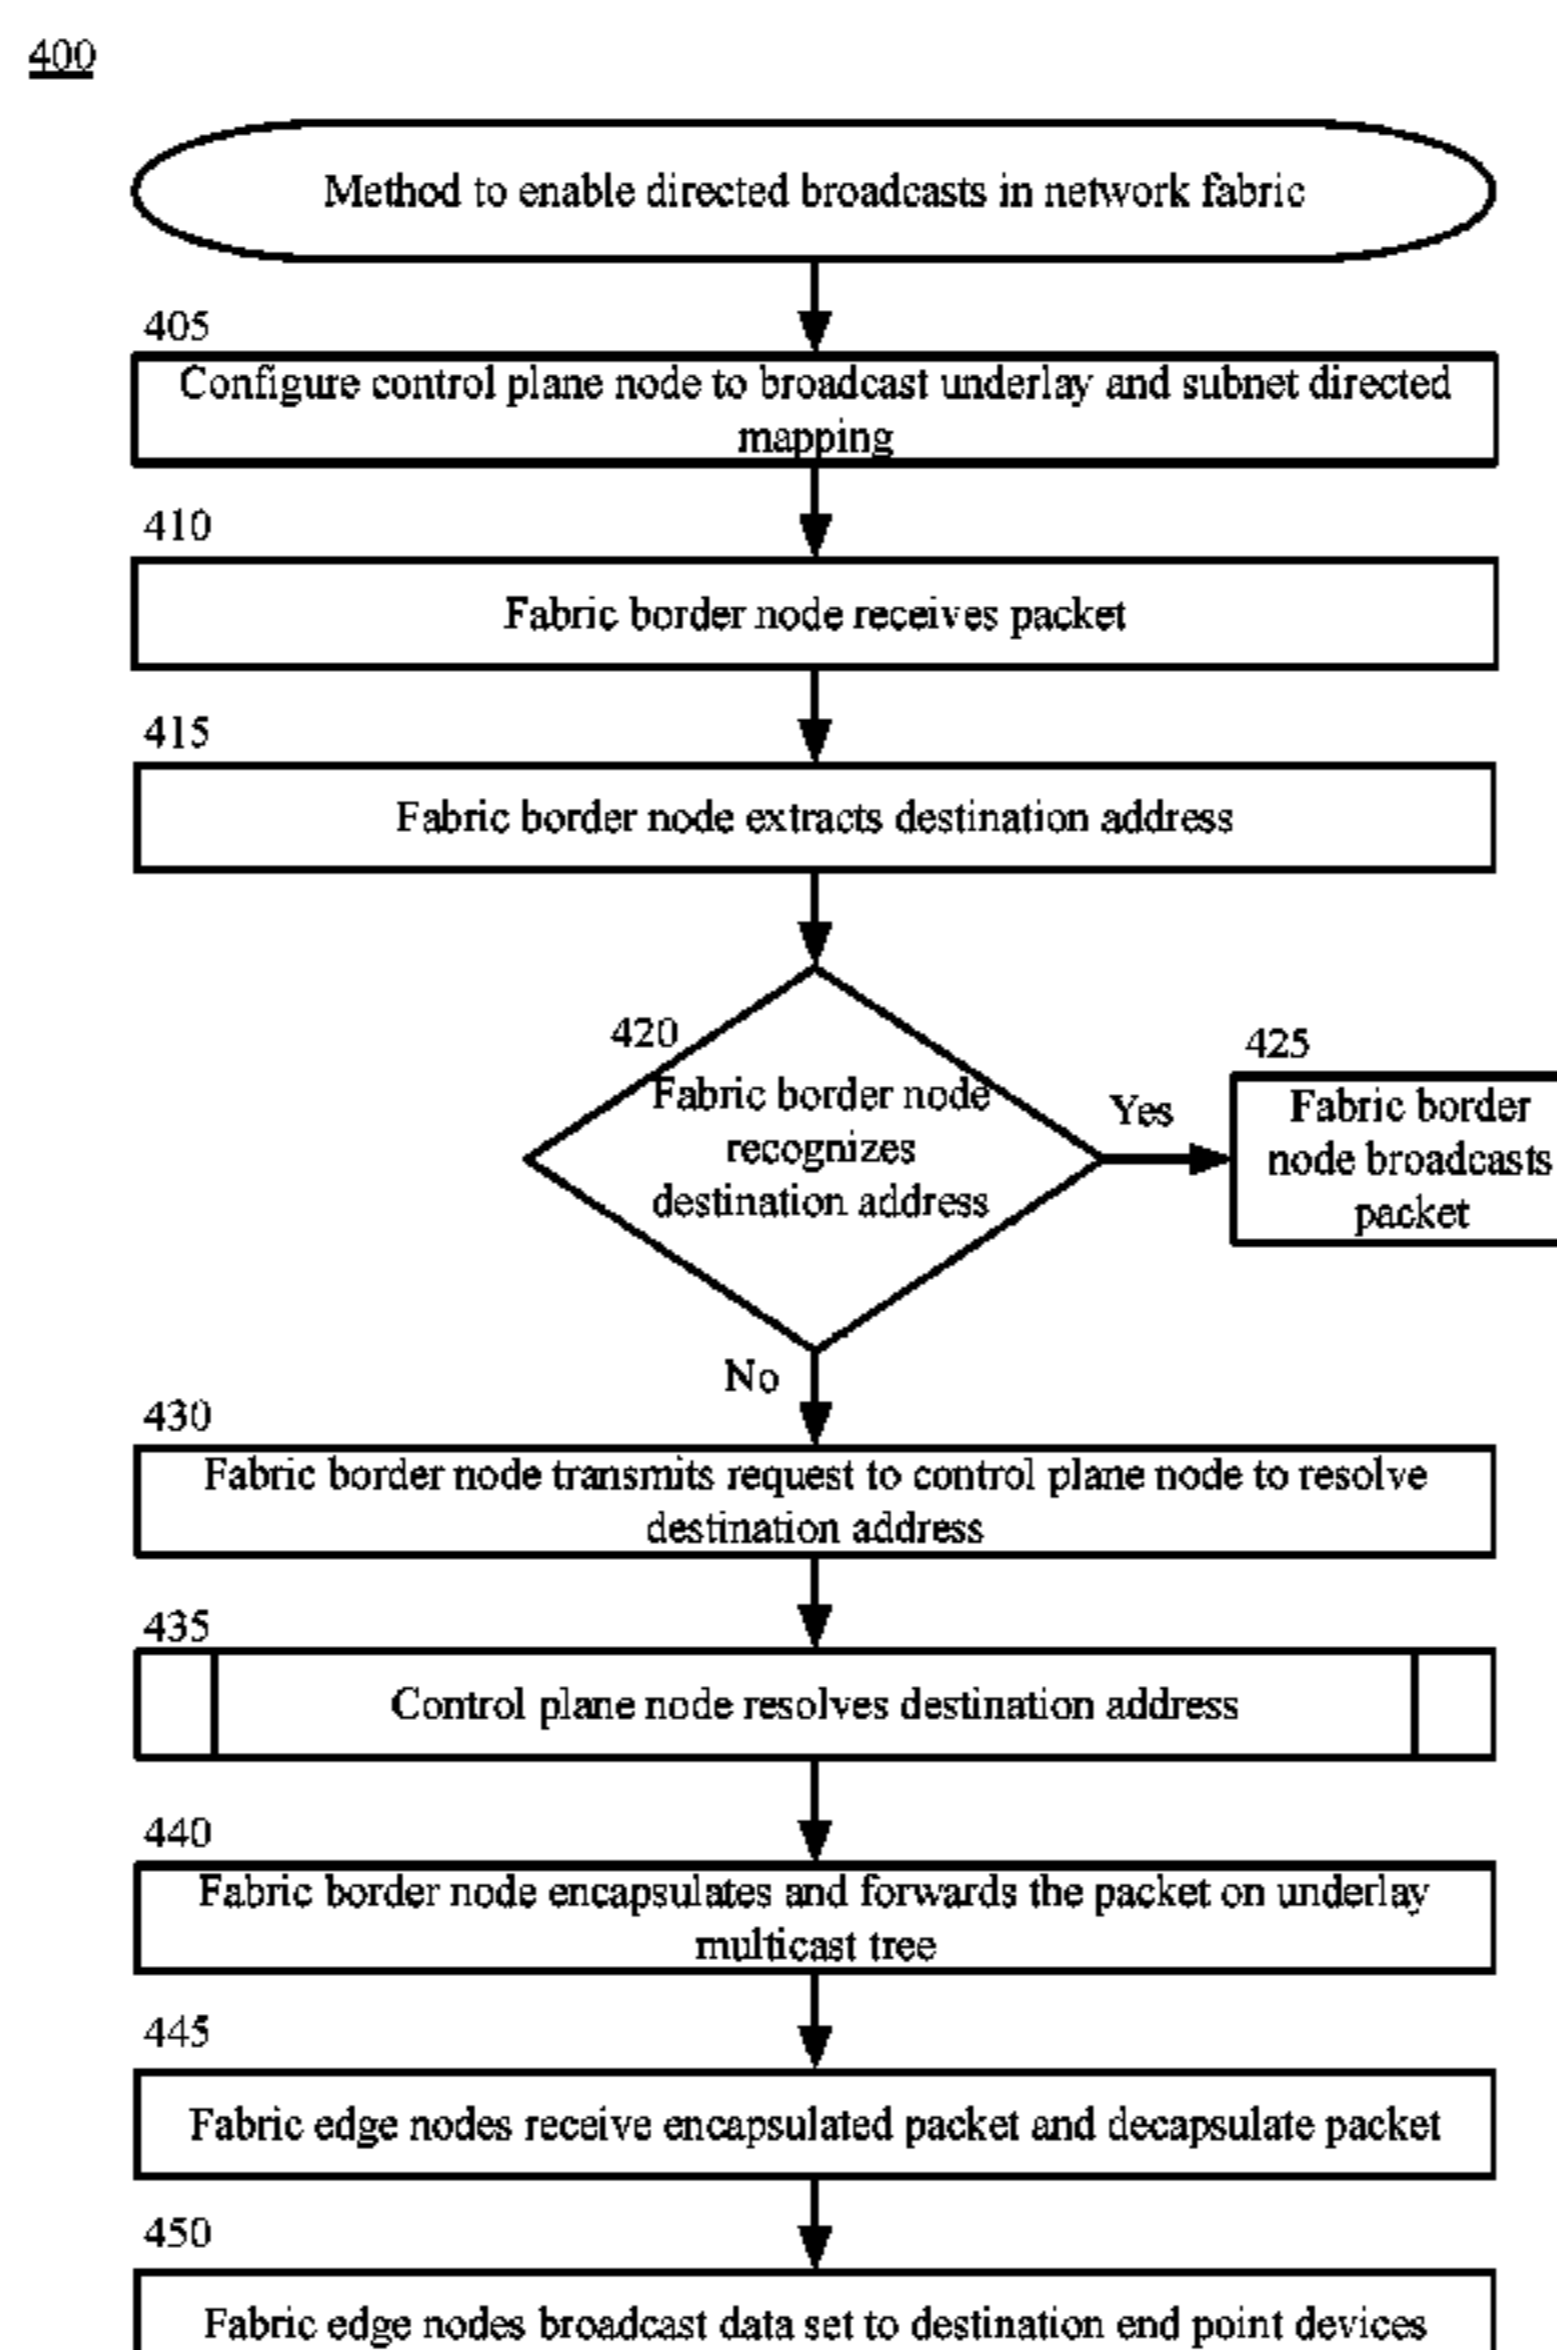 400
Method to enable directed broadcasts in network fabric
405
Configure control plane node to broadcast underlay and subnet directed
mapping
410
Fabric border node receives packet
415
Fabric border node extracts destination address
420
Fabric border node
recognizes
destination address
Yes
425
Fabric border
node broadcasts
packet
No
430
Fabric border node transmits request to control plane node to resolve
destination address
435
Control plane node resolves destination address
440
Fabric border node encapsulates and forwards the packet on underlay
multicast tree
445
Fabric edge nodes receive encapsulated packet and decapsulate packet
450
Fabric edge nodes broadcast data set to destination end point devices